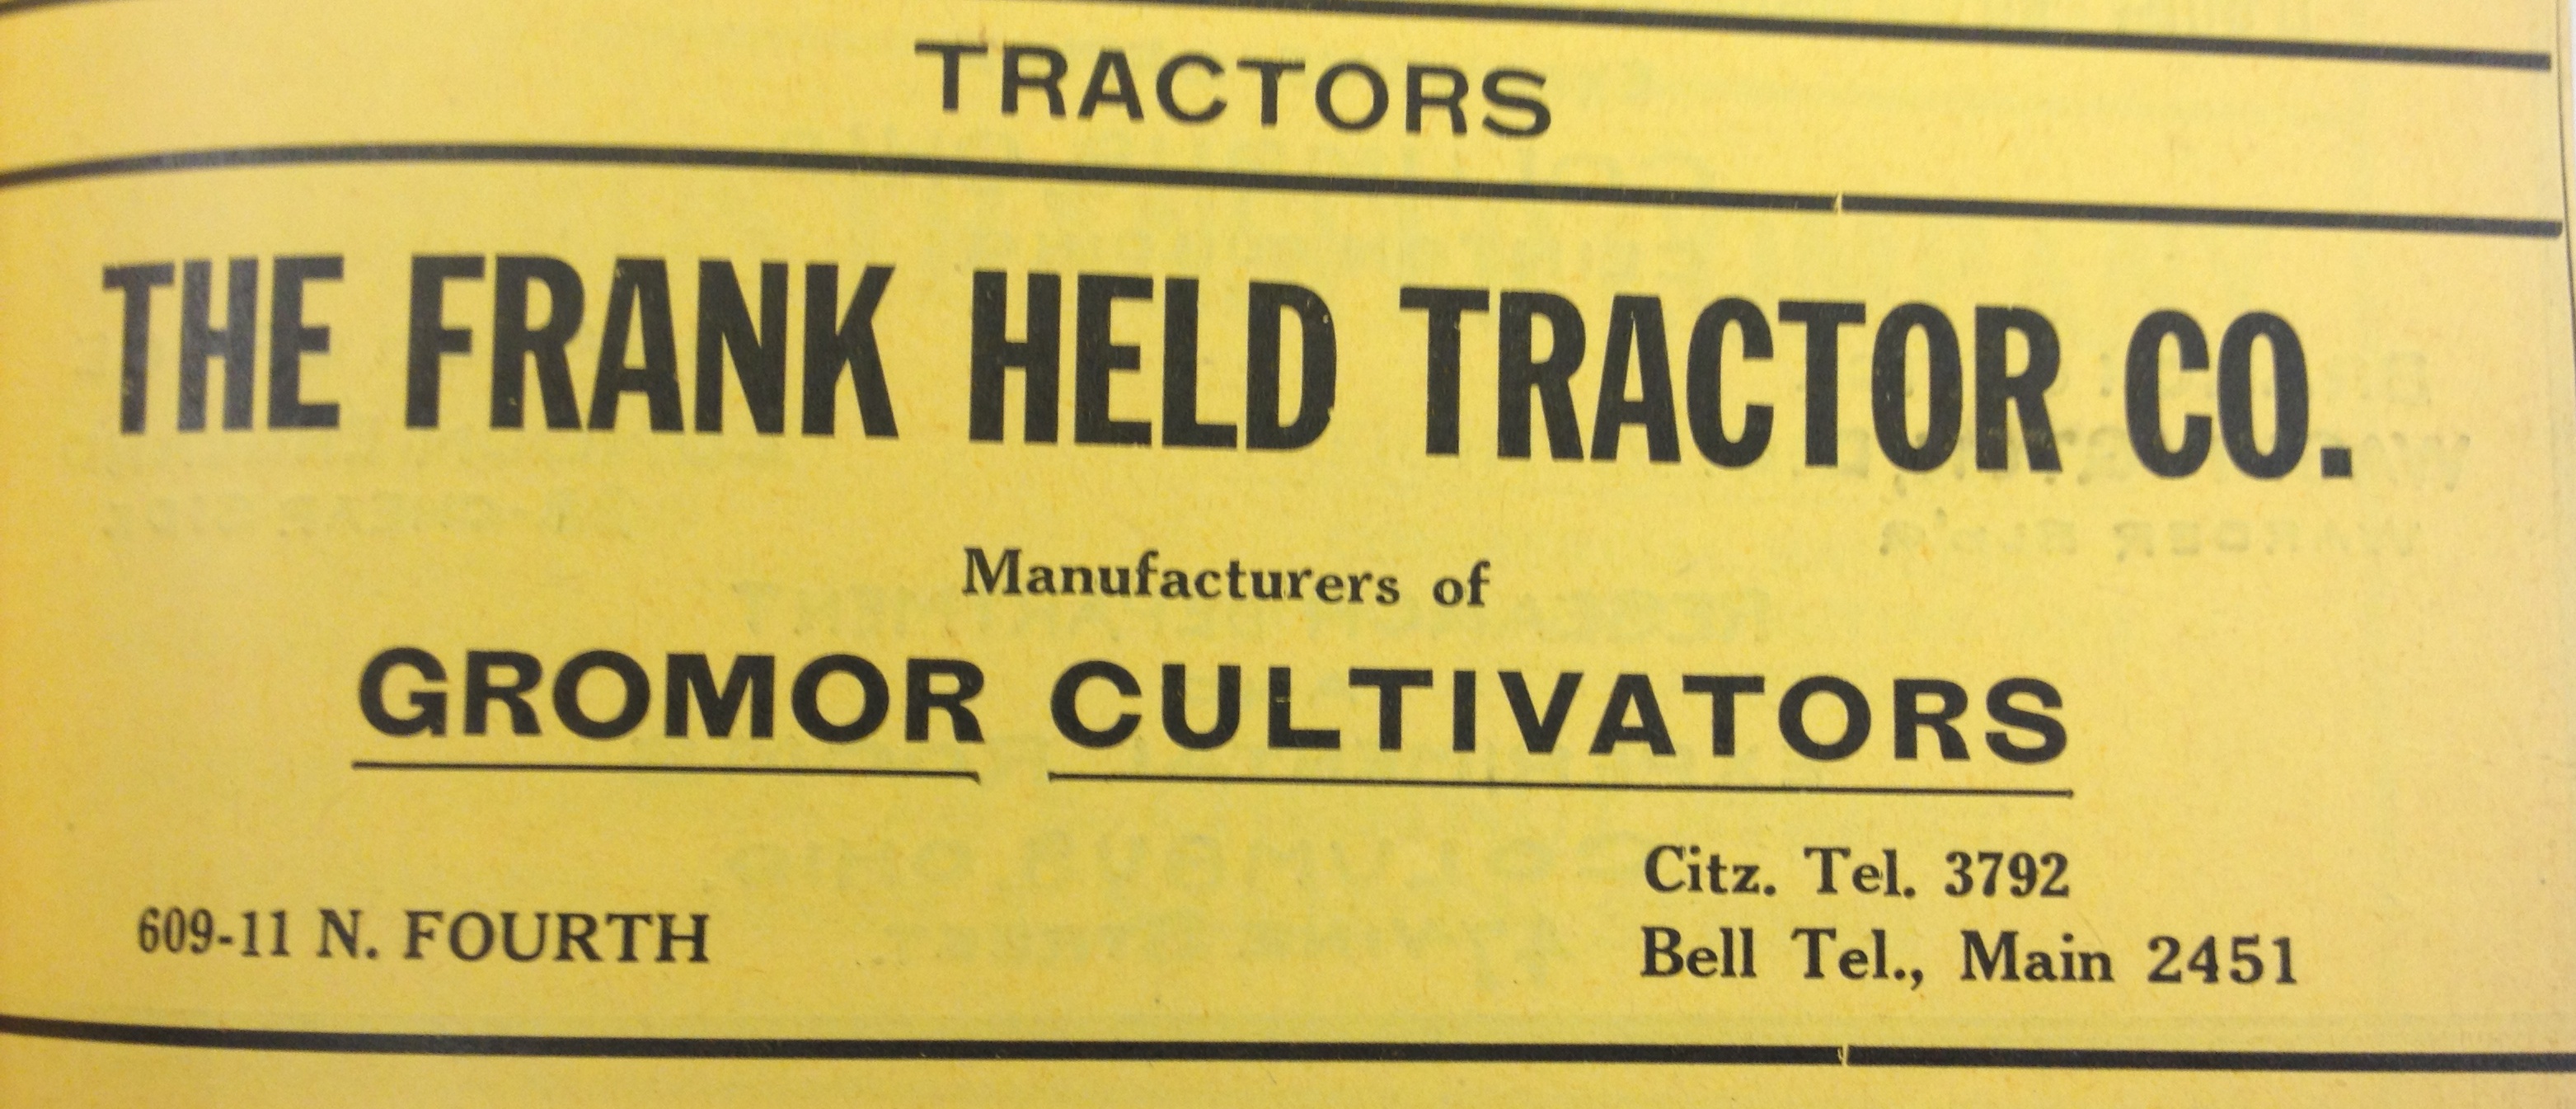 TRACTORS
THE FRANK HELD TRACTOR CO.
Manufacturers of
GROMOR CULTIVATORS
Citz. Tel. 3792
609-11 N. FOURTH
Bell Tel., Main 2451